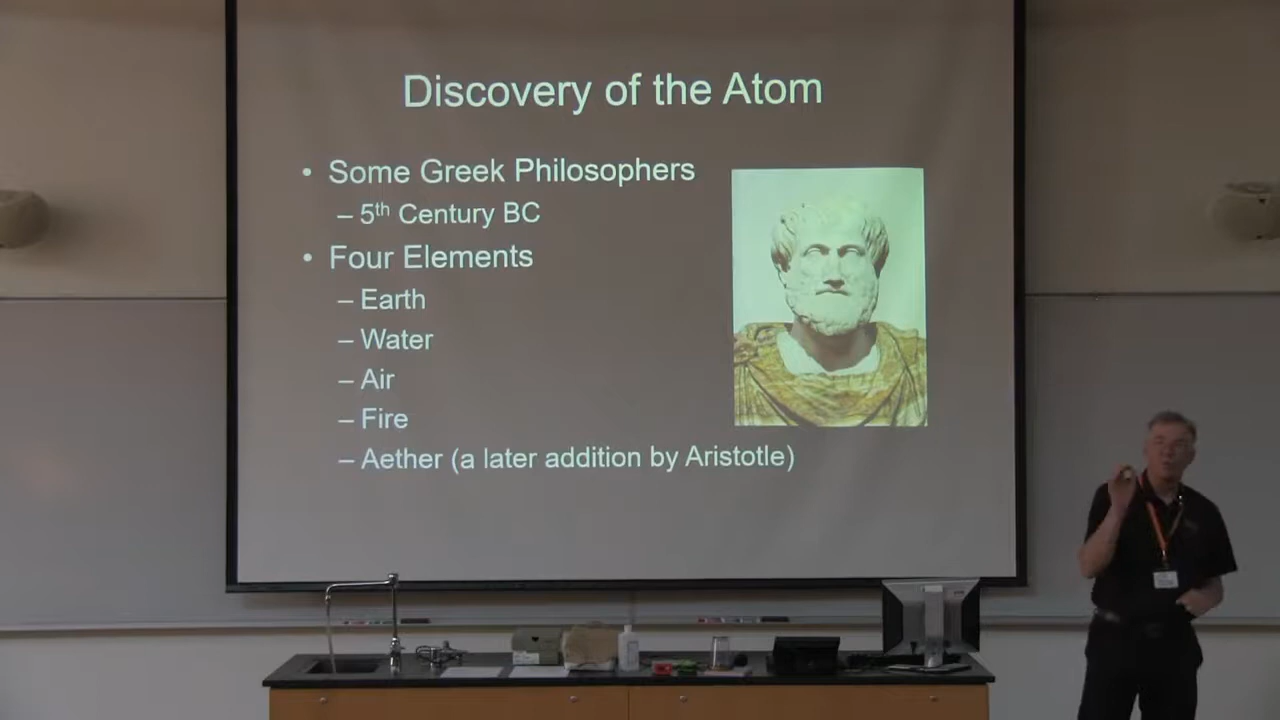 Discovery of the Atom
• Some Greek Philosophers
– 5th Century BC
• Four Elements
– Earth
– Water
– Air
– Fire
– Aether (a later addition by Aristotle)